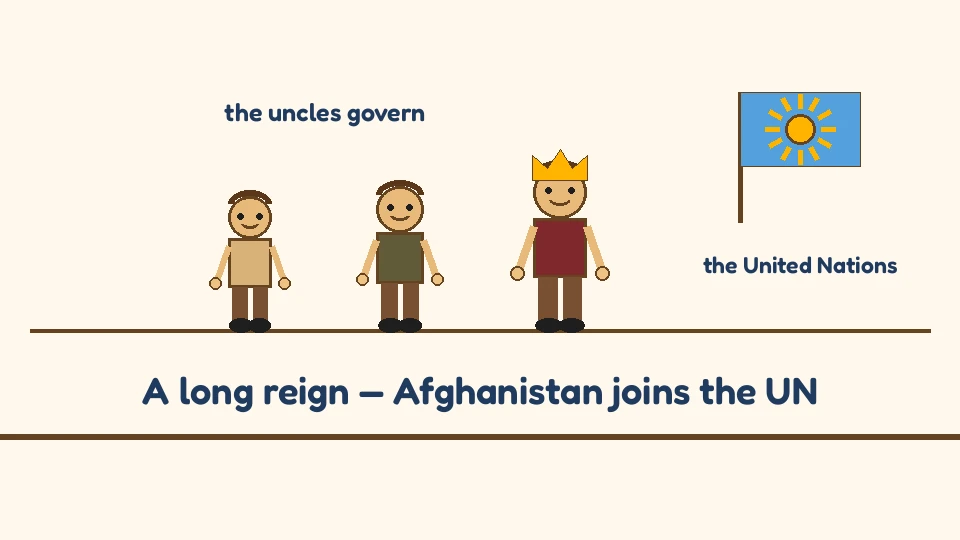 the uncles govern
the United Nations
A long reign – Afghanistan joins the UN